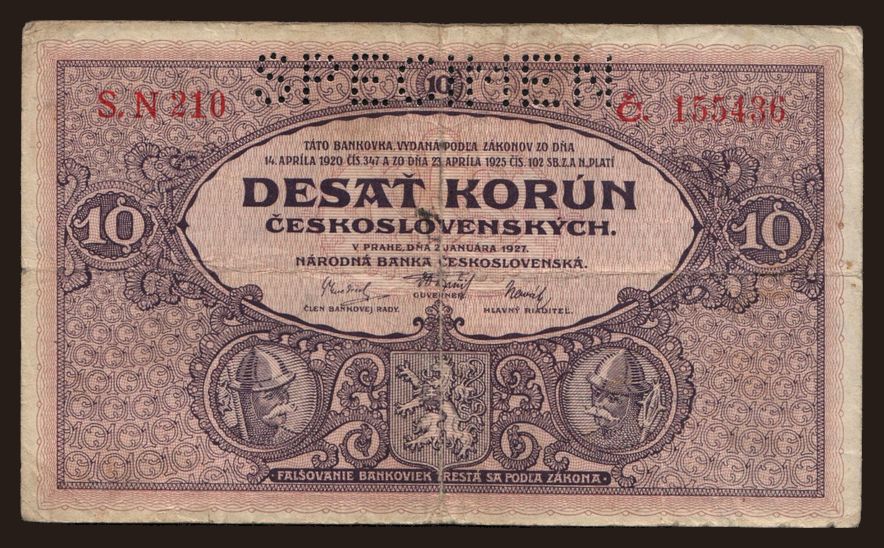 SPECIMEN
10
S. N 210
Č. 155436
TÁTO BANKOVKA, VYDANÁ PODĽA ZÁKONOV ZO DŇA
14. APRÍLA 1920 ČÍS. 347 A ZO DŇA 23. APRÍLA 1925 ČÍS. 102 SB. Z. A N., PLATÍ
DESAŤ KORÚN
ČESKOSLOVENSKÝCH.
10
10
V PRAHE, DŇA 2. JANUÁRA 1927.
NÁRODNÁ BANKA ČESKOSLOVENSKÁ.
GUVERNÉR.
ČLEN BANKOVEJ RADY.
HLAVNÝ RIADITEĽ.
FALŠOVANIE BANKOVIEK TRESTÁ SA PODĽA ZÁKONA